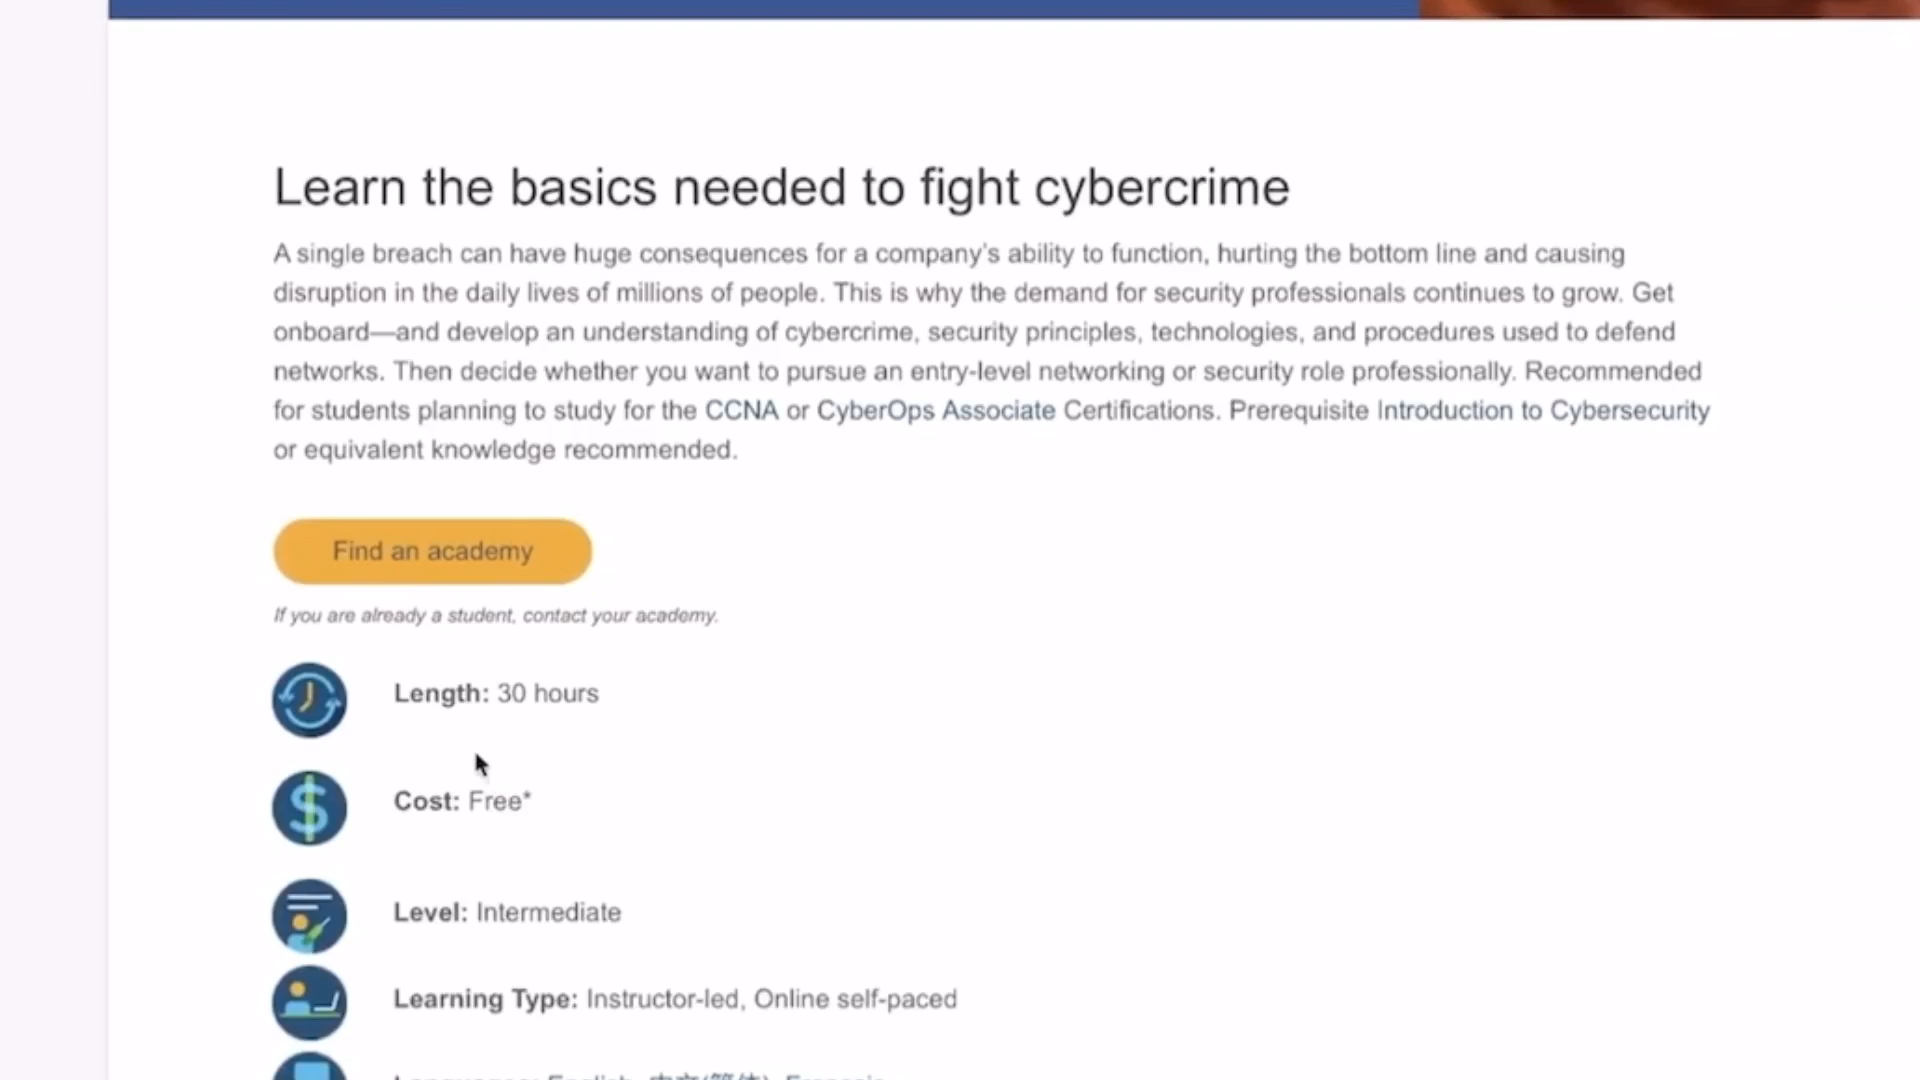 Learn the basics needed to fight cybercrime
A single breach can have huge consequences for a company's ability to function, hurting the bottom line and causing
disruption in the daily lives of millions of people. This is why the demand for security professionals continues to grow. Get
onboard—and develop an understanding of cybercrime, security principles, technologies, and procedures used to defend
networks. Then decide whether you want to pursue an entry-level networking or security role professionally. Recommended
for students planning to study for the CCNA or CyberOps Associate Certifications. Prerequisite Introduction to Cybersecurity
or equivalent knowledge recommended.
Find an academy
If you are already a student, contact your academy.
Length: 30 hours
Cost: Free*
Level: Intermediate
Learning Type: Instructor-led, Online self-paced